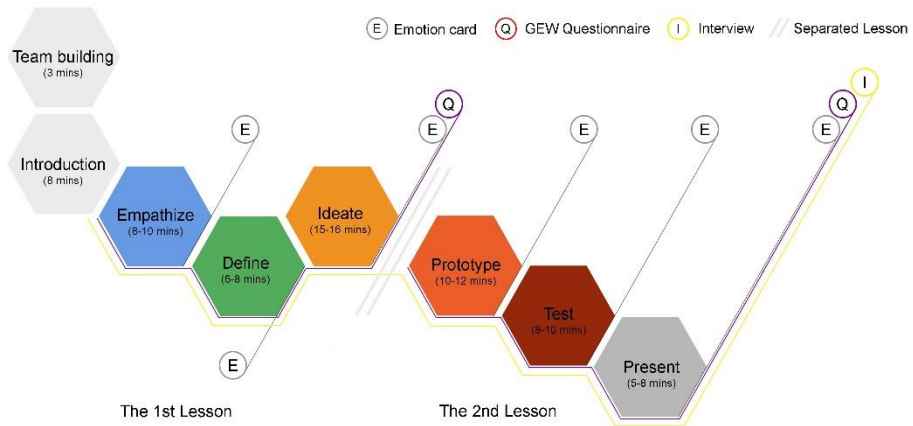 E Emotion card Q GEW Questionnaire I Interview Separated Lesson
Team building
(3 mins)
Introduction
(8 mins)
Empathize
(8-10 mins)
Define
(6-8 mins)
Ideate
(15-16 mins)
E
E
E
Q
Prototype
(10-12 mins)
Test
(8-10 mins)
Present
(5-8 mins)
E
E
E
Q
I
The 1st Lesson
The 2nd Lesson